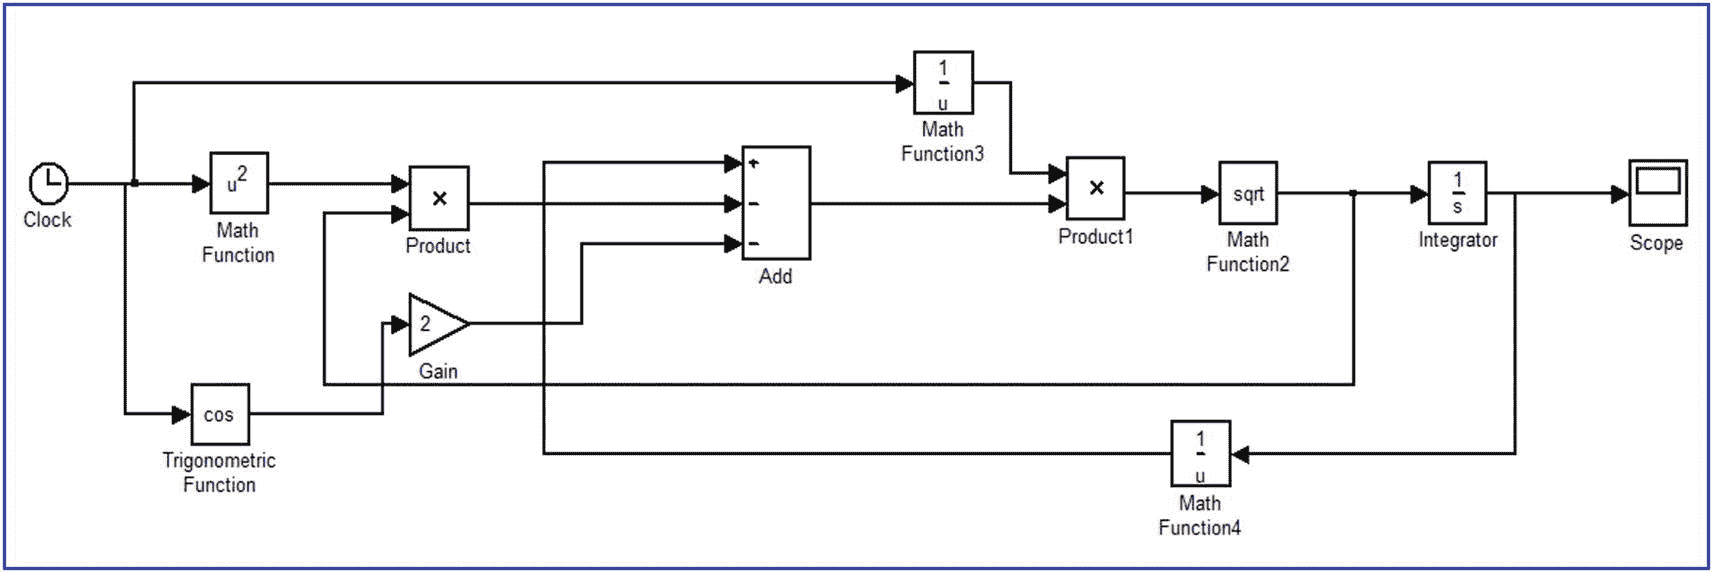 1
u
Math
Function3
Clock
u2
Math
Function
×
Product
+
-
-
Add
×
Product1
sqrt
Math
Function2
1
s
Integrator
Scope
2
Gain
cos
Trigonometric
Function
1
u
Math
Function4